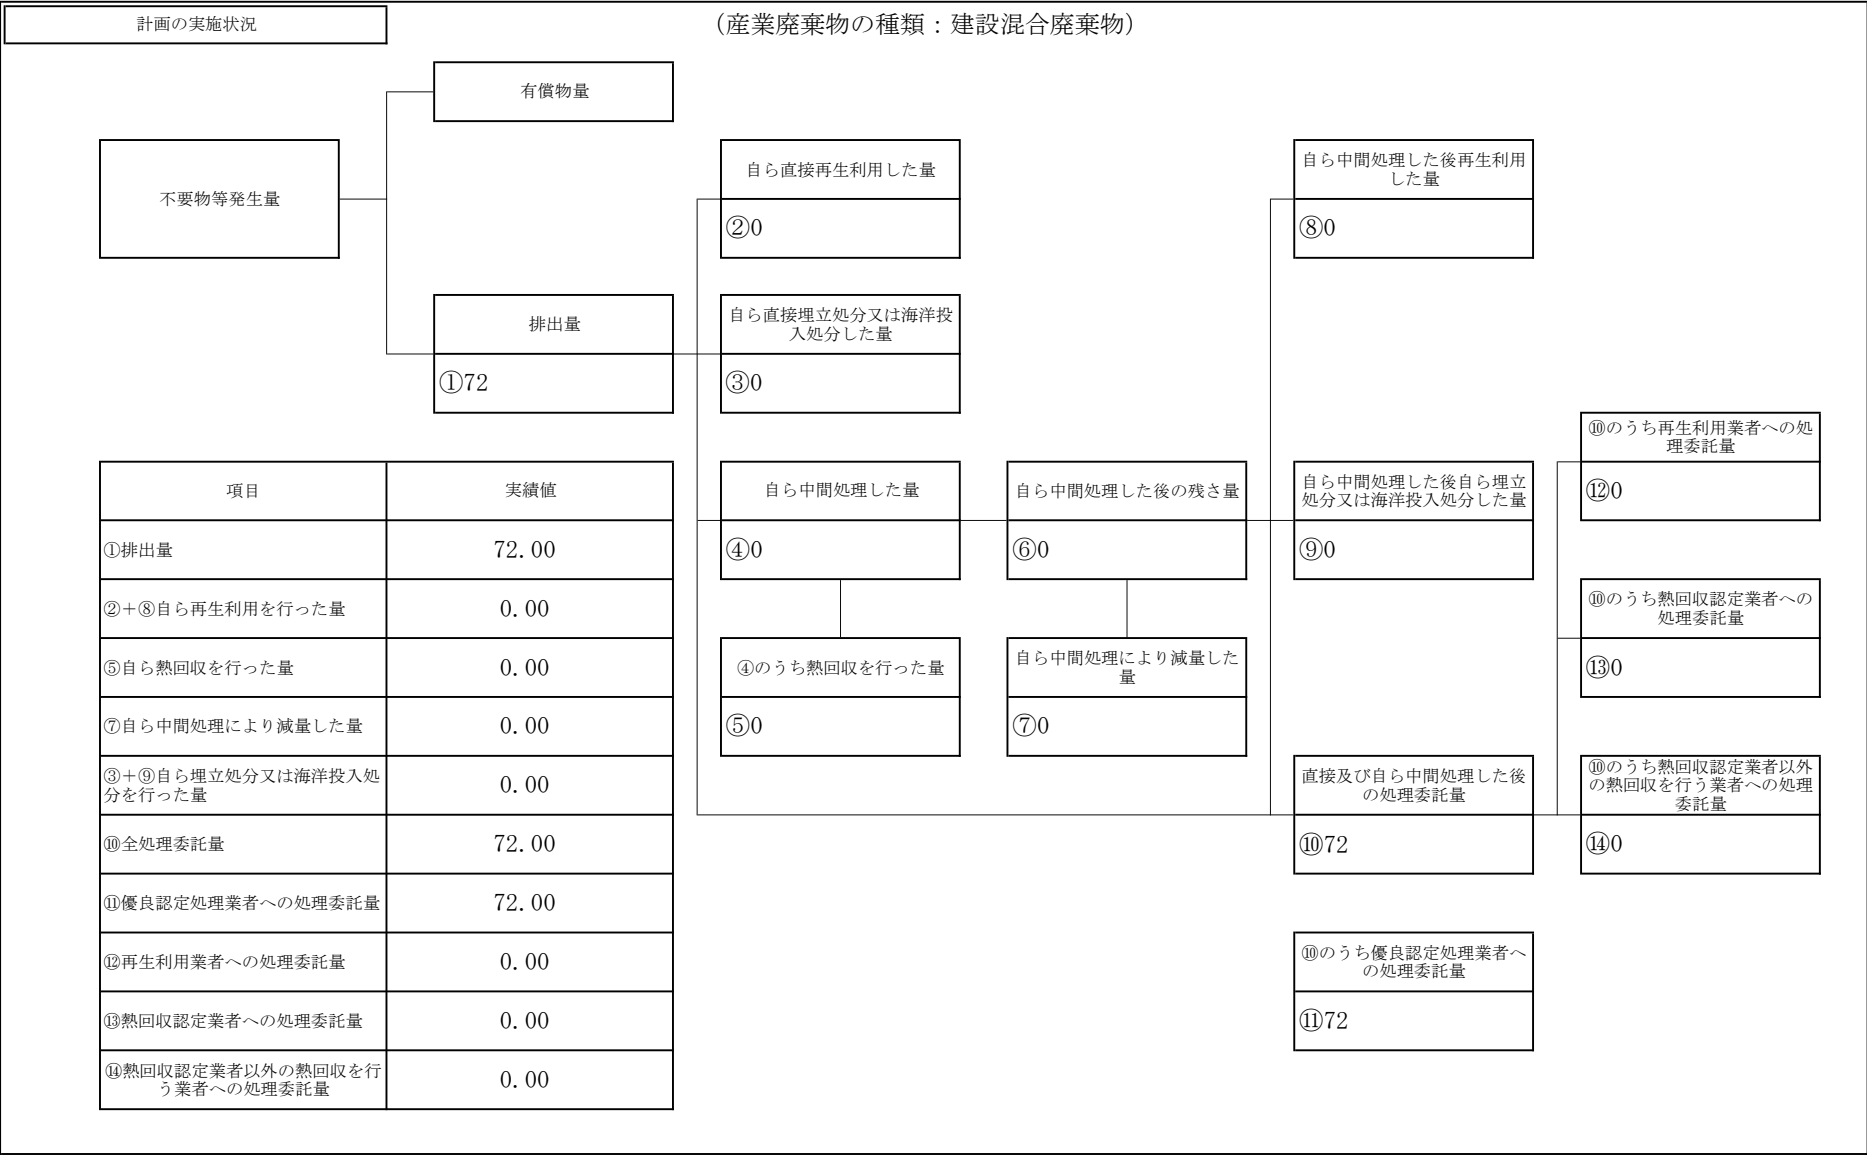 計画の実施状況
（産業廃棄物の種類：建設混合廃棄物）
有償物量
不要物等発生量
排出量
①72
自ら直接再生利用した量
②0
自ら直接埋立処分又は海洋投
入処分した量
③0
自ら中間処理した後再生利用
した量
⑧0
項目 実績値
①排出量 72.00
②＋⑧自ら再生利用を行った量 0.00
⑤自ら熱回収を行った量 0.00
⑦自ら中間処理により減量した量 0.00
③＋⑨自ら埋立処分又は海洋投入処
分を行った量 0.00
⑩全処理委託量 72.00
⑪優良認定処理業者への処理委託量 72.00
⑫再生利用業者への処理委託量 0.00
⑬熱回収認定業者への処理委託量 0.00
⑭熱回収認定業者以外の熱回収を行
う業者への処理委託量 0.00
自ら中間処理した量
④0
④のうち熱回収を行った量
⑤0
自ら中間処理した後の残さ量
⑥0
自ら中間処理により減量した
量
⑦0
自ら中間処理した後自ら埋立
処分又は海洋投入処分した量
⑨0
直接及び自ら中間処理した後
の処理委託量
⑩72
⑩のうち優良認定処理業者へ
の処理委託量
⑪72
⑩のうち再生利用業者への処
理委託量
⑫0
⑩のうち熱回収認定業者への
処理委託量
⑬0
⑩のうち熱回収認定業者以外
の熱回収を行う業者への処理
委託量
⑭0